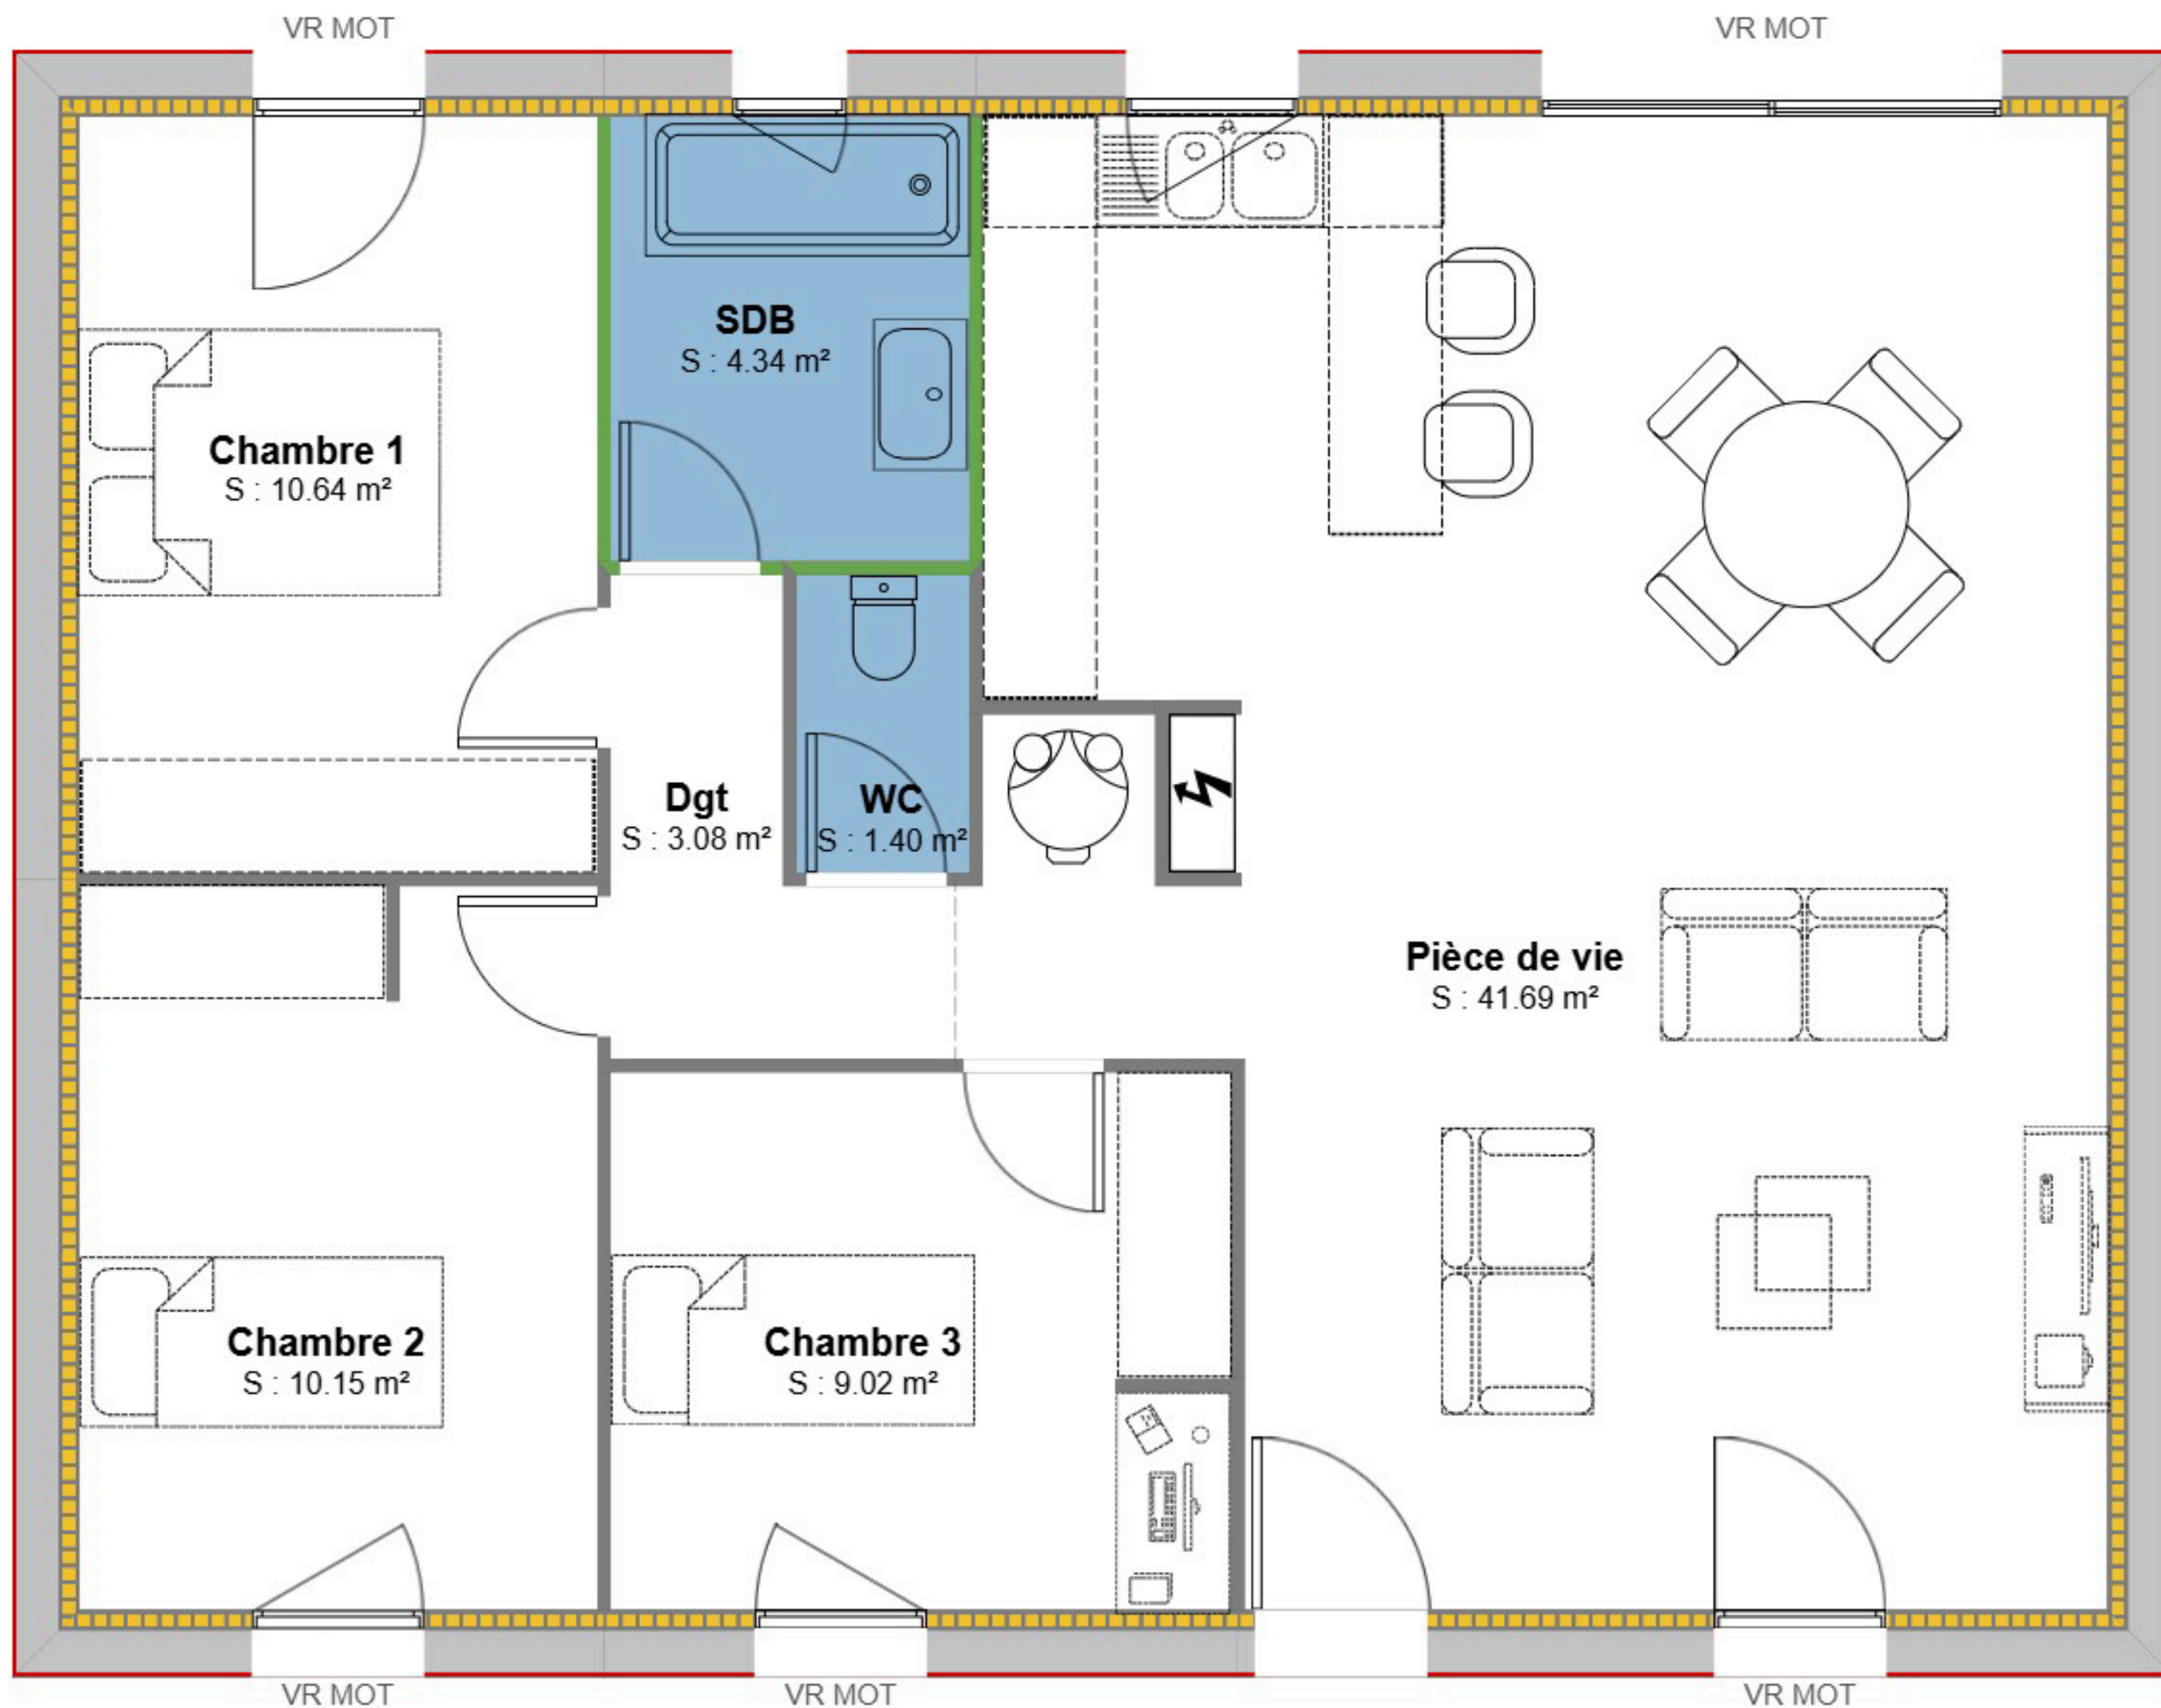 VR MOT
VR MOT
SDB
S : 4.34 m²
Chambre 1
S : 10.64 m²
Dgt
S : 3.08 m²
WC
S : 1.40 m²
Pièce de vie
S : 41.69 m²
Chambre 2
S : 10.15 m²
Chambre 3
S : 9.02 m²
VR MOT
VR MOT
VR MOT